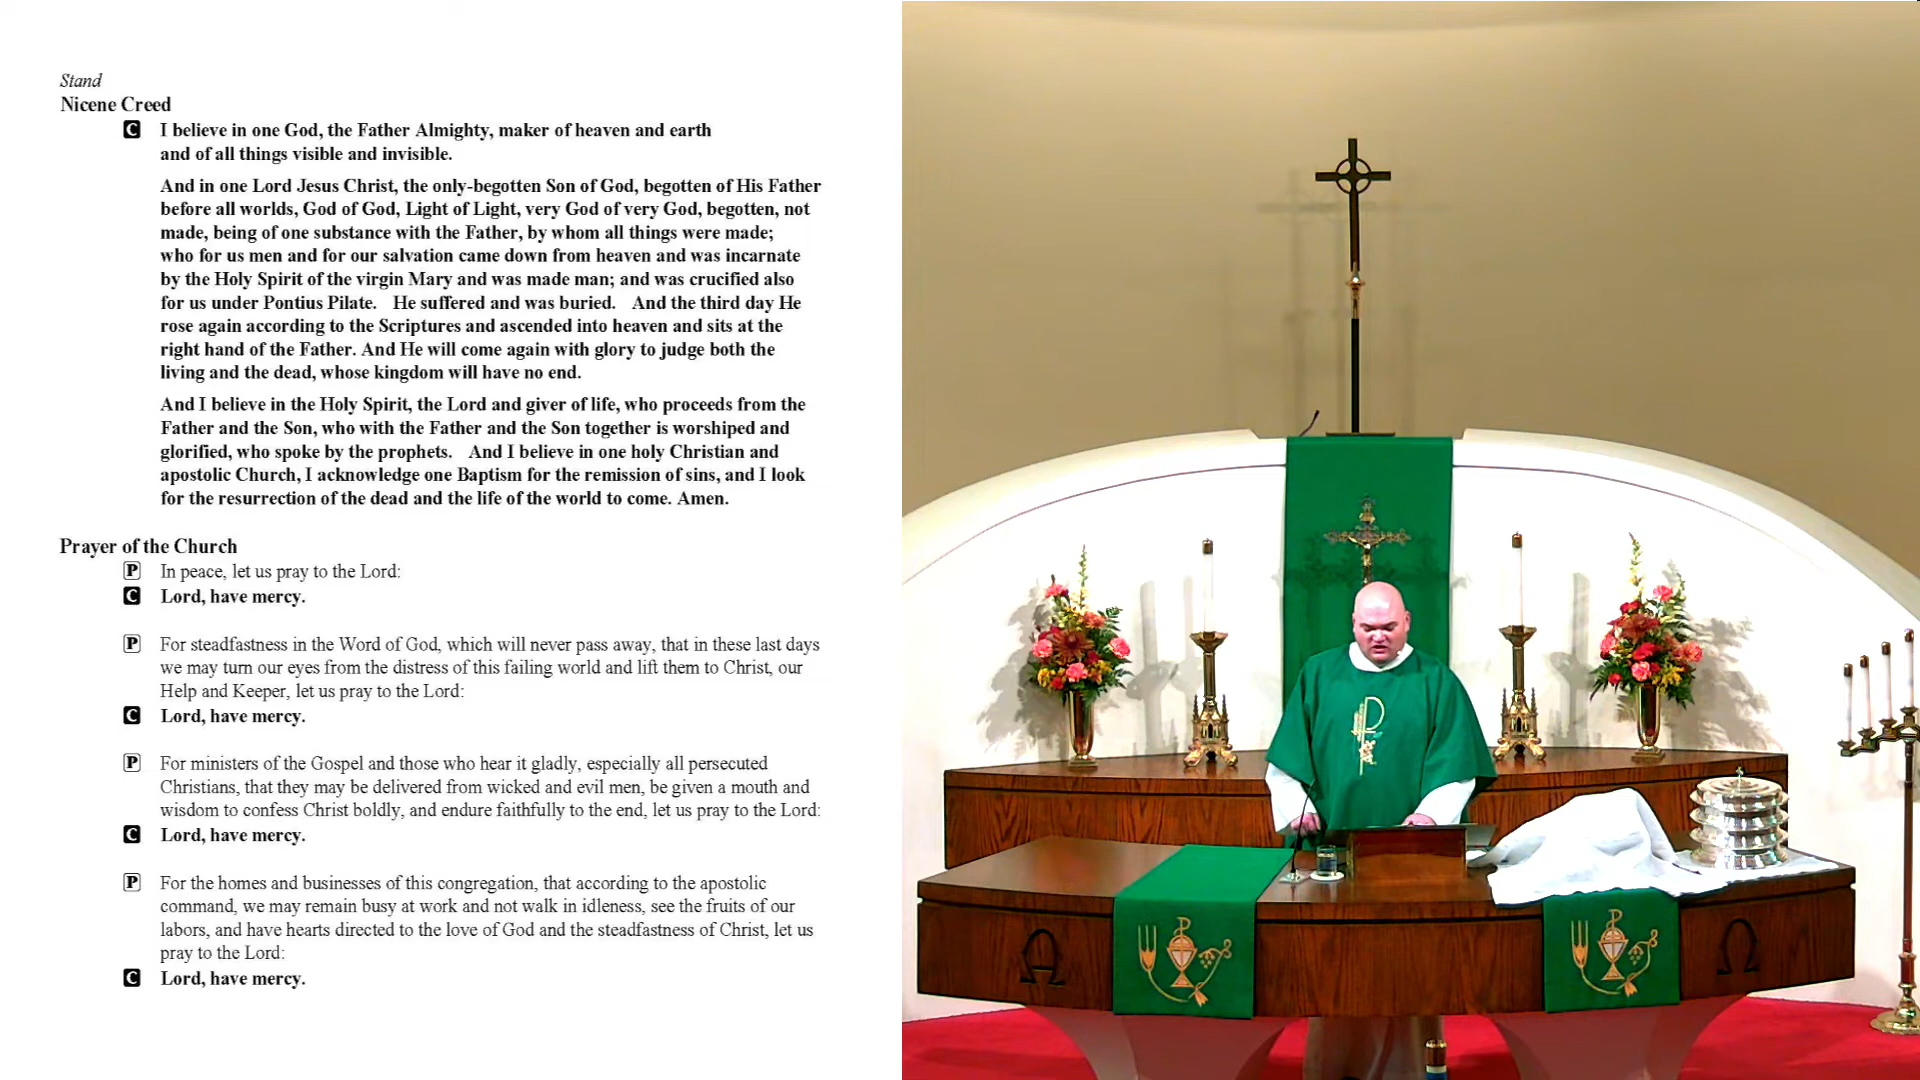 Stand
Nicene Creed
C I believe in one God, the Father Almighty, maker of heaven and earth
and of all things visible and invisible.
And in one Lord Jesus Christ, the only-begotten Son of God, begotten of His Father
before all worlds, God of God, Light of Light, very God of very God, begotten, not
made, being of one substance with the Father, by whom all things were made;
who for us men and for our salvation came down from heaven and was incarnate
by the Holy Spirit of the virgin Mary and was made man; and was crucified also
for us under Pontius Pilate. He suffered and was buried. And the third day He
rose again according to the Scriptures and ascended into heaven and sits at the
right hand of the Father. And He will come again with glory to judge both the
living and the dead, whose kingdom will have no end.
And I believe in the Holy Spirit, the Lord and giver of life, who proceeds from the
Father and the Son, who with the Father and the Son together is worshiped and
glorified, who spoke by the prophets. And I believe in one holy Christian and
apostolic Church, I acknowledge one Baptism for the remission of sins, and I look
for the resurrection of the dead and the life of the world to come. Amen.
Prayer of the Church
P In peace, let us pray to the Lord:
C Lord, have mercy.
P For steadfastness in the Word of God, which will never pass away, that in these last days
we may turn our eyes from the distress of this failing world and lift them to Christ, our
Help and Keeper, let us pray to the Lord:
C Lord, have mercy.
P For ministers of the Gospel and those who hear it gladly, especially all persecuted
Christians, that they may be delivered from wicked and evil men, be given a mouth and
wisdom to confess Christ boldly, and endure faithfully to the end, let us pray to the Lord:
C Lord, have mercy.
P For the homes and businesses of this congregation, that according to the apostolic
command, we may remain busy at work and not walk in idleness, see the fruits of our
labors, and have hearts directed to the love of God and the steadfastness of Christ, let us
pray to the Lord:
C Lord, have mercy.
Α
Ω